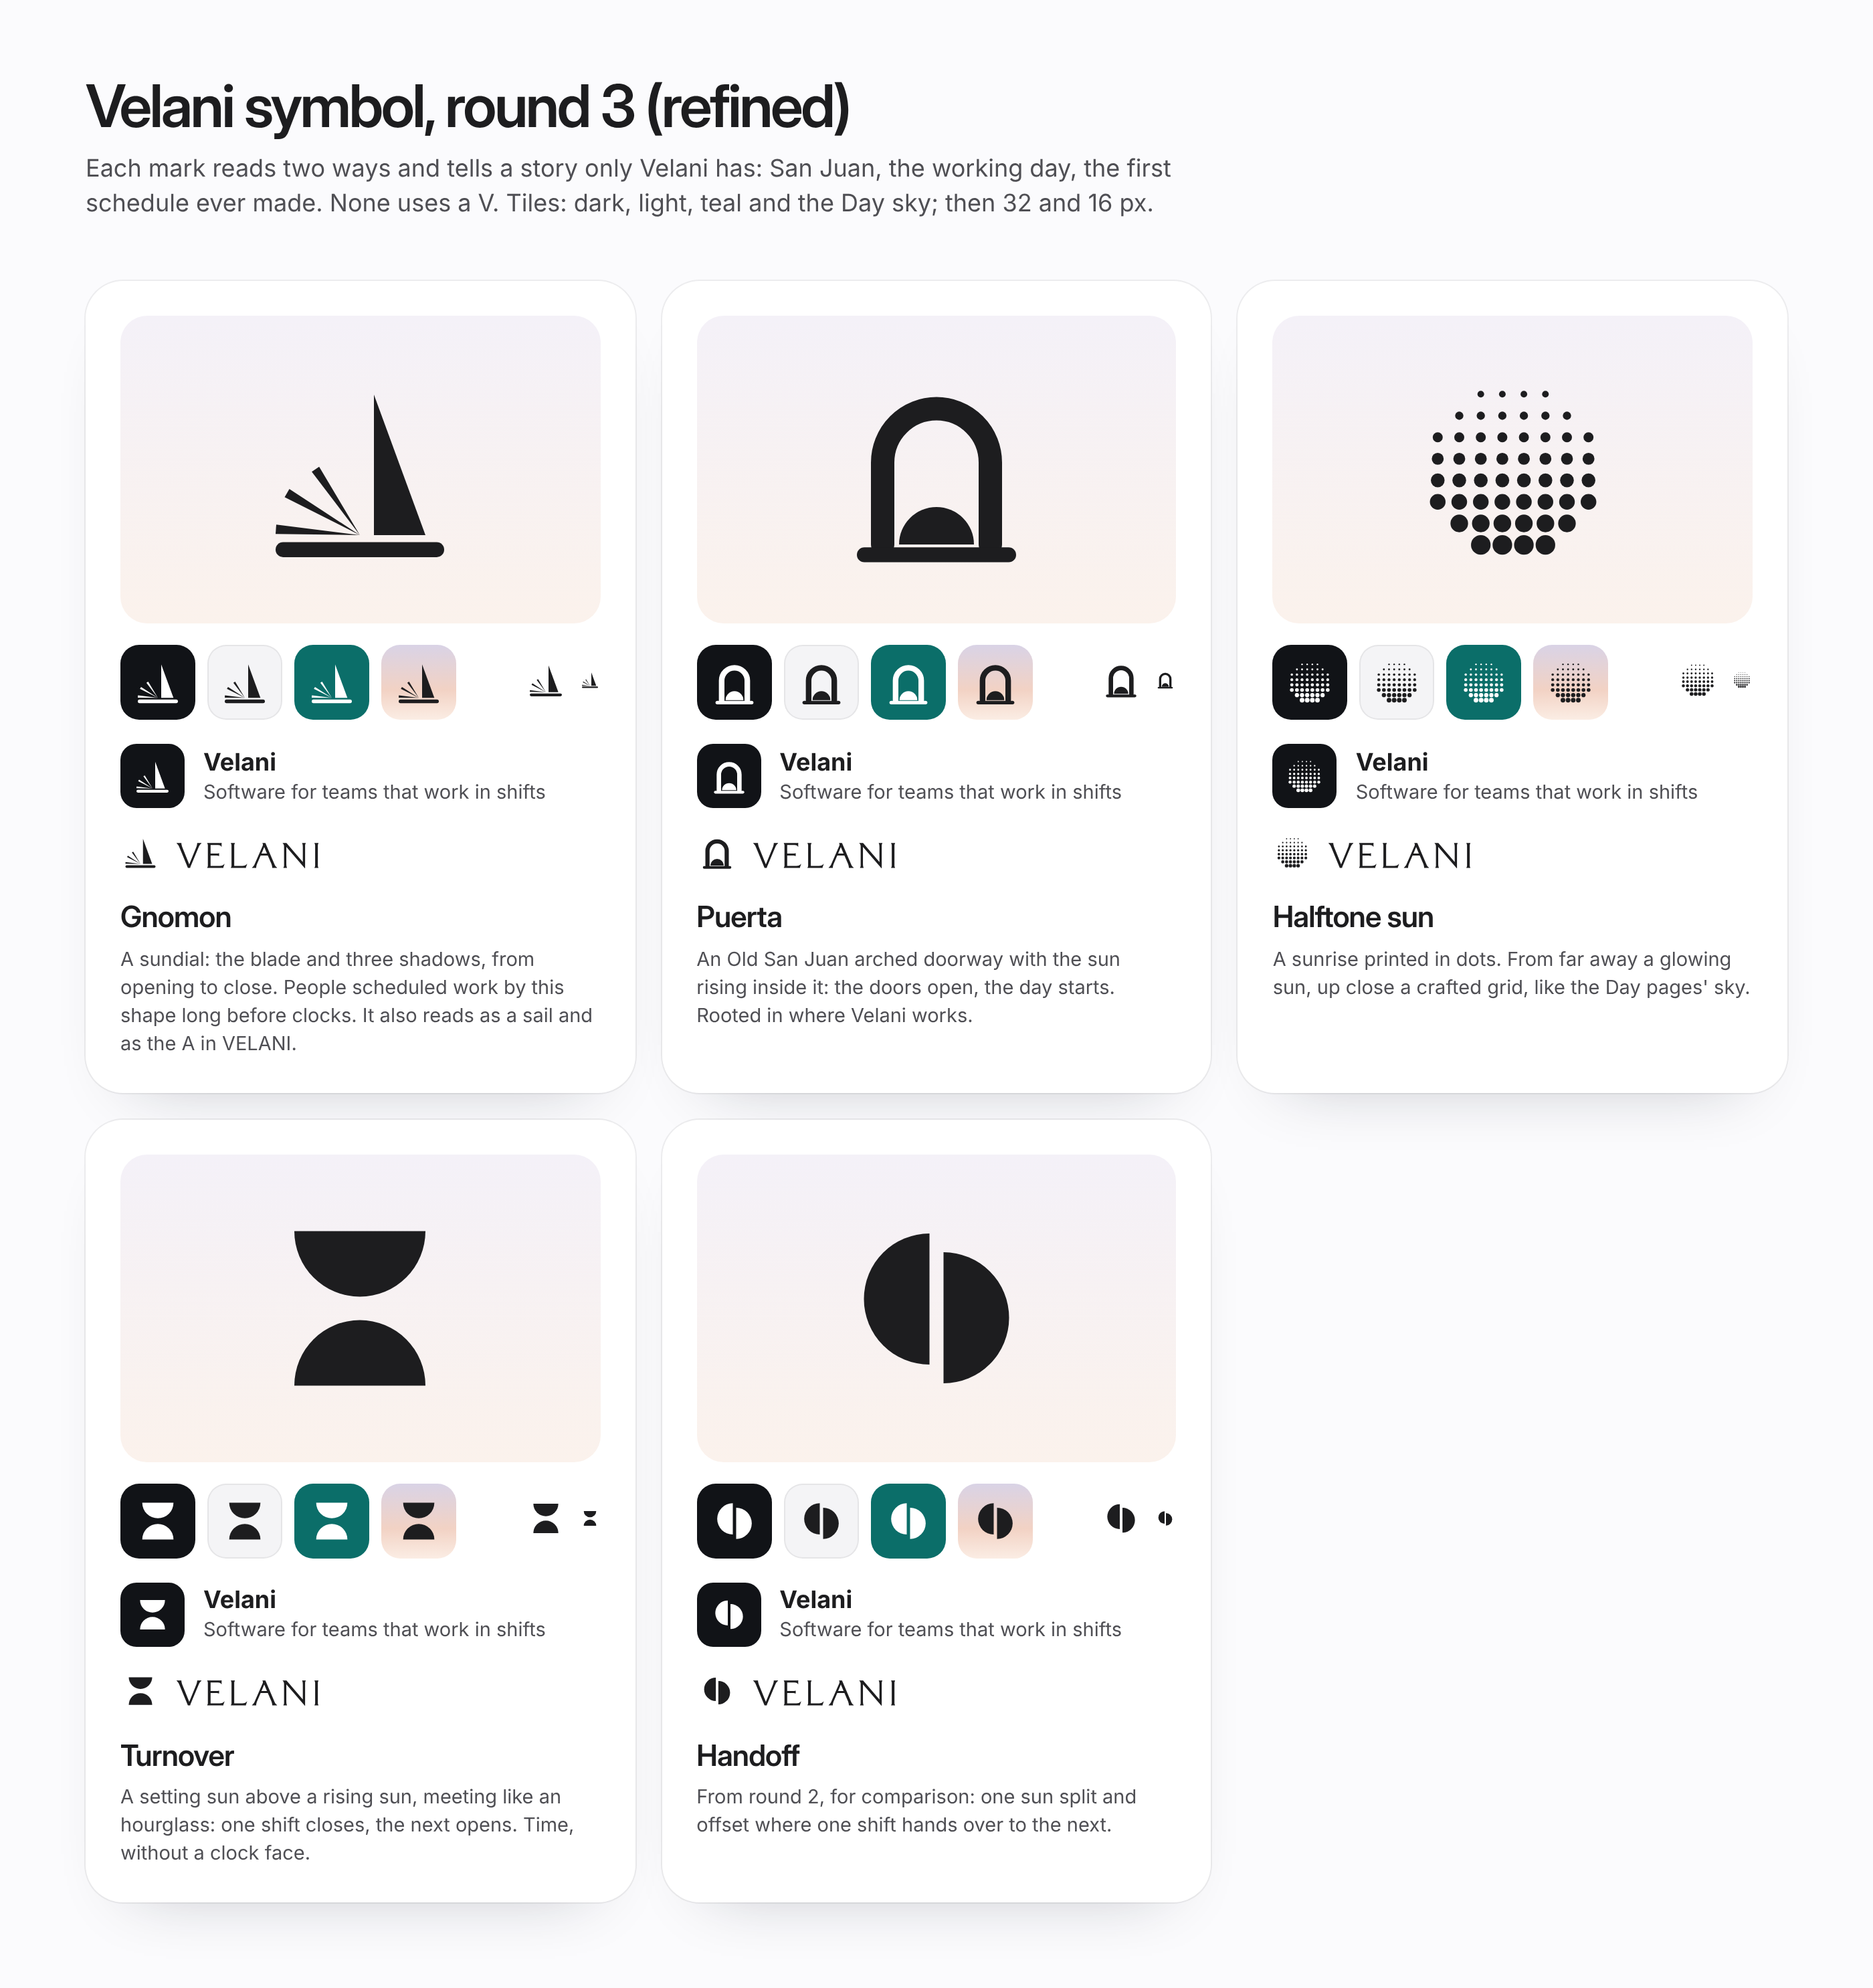 Velani symbol, round 3 (refined)
Each mark reads two ways and tells a story only Velani has: San Juan, the working day, the first
schedule ever made. None uses a V. Tiles: dark, light, teal and the Day sky; then 32 and 16 px.
Velani
Software for teams that work in shifts
VELANI
Gnomon
A sundial: the blade and three shadows, from
opening to close. People scheduled work by this
shape long before clocks. It also reads as a sail and
as the A in VELANI.
Velani
Software for teams that work in shifts
VELANI
Puerta
An Old San Juan arched doorway with the sun
rising inside it: the doors open, the day starts.
Rooted in where Velani works.
Velani
Software for teams that work in shifts
VELANI
Halftone sun
A sunrise printed in dots. From far away a glowing
sun, up close a crafted grid, like the Day pages' sky.
Velani
Software for teams that work in shifts
VELANI
Turnover
A setting sun above a rising sun, meeting like an
hourglass: one shift closes, the next opens. Time,
without a clock face.
Velani
Software for teams that work in shifts
VELANI
Handoff
From round 2, for comparison: one sun split and
offset where one shift hands over to the next.